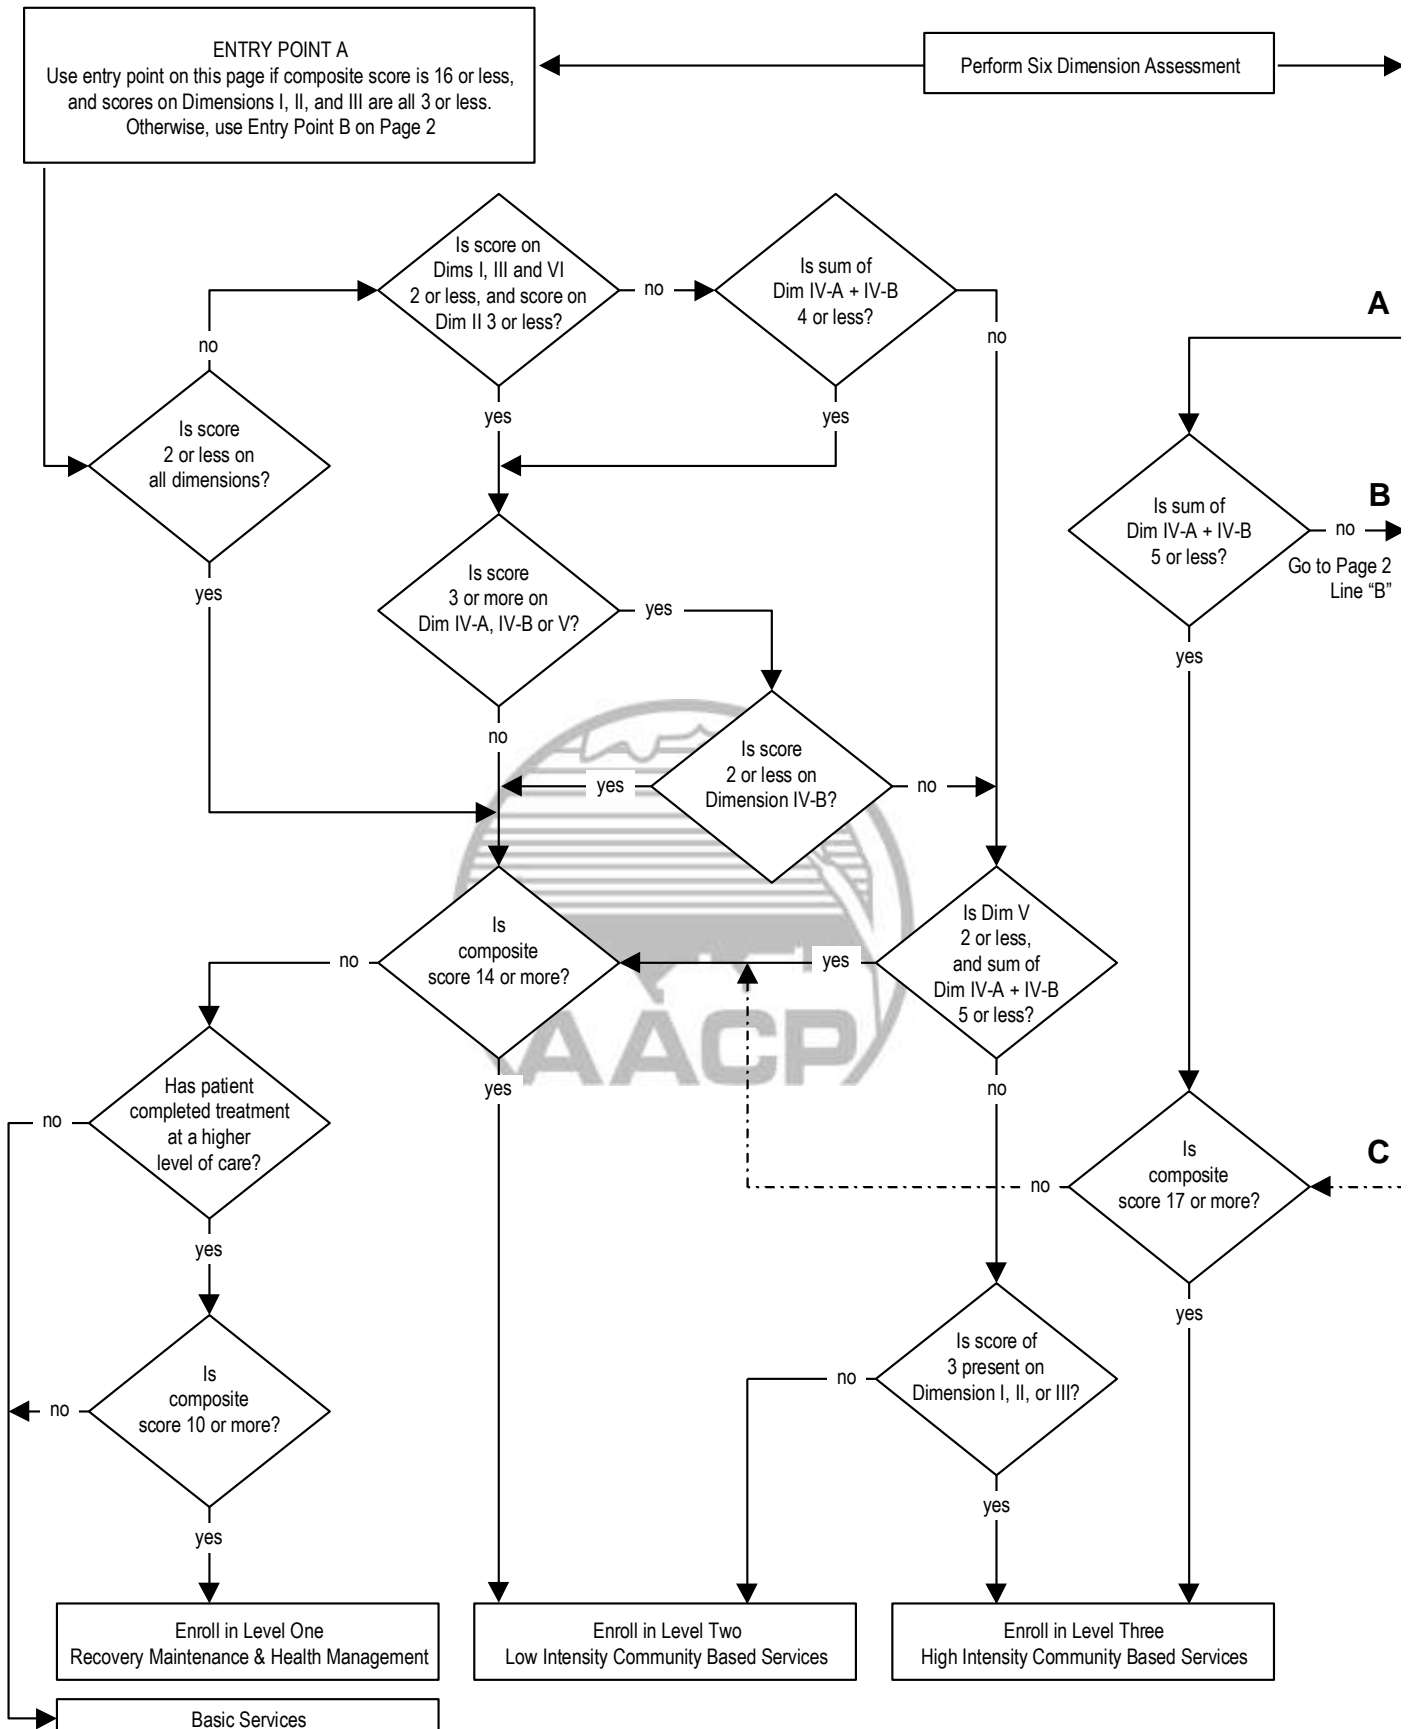 ENTRY POINT A
Use entry point on this page if composite score is 16 or less,
and scores on Dimensions I, II, and III are all 3 or less.
Otherwise, use Entry Point B on Page 2
Perform Six Dimension Assessment
Is score on
Dims I, III and VI
2 or less, and score on
Dim II 3 or less?
no
Is sum of
Dim IV-A + IV-B
4 or less?
no
A
no
yes
yes
Is score
2 or less on
all dimensions?
yes
Is sum of
Dim IV-A + IV-B
5 or less?
B
no
Go to Page 2
Line “B”
yes
Is score
3 or more on
Dim IV-A, IV-B or V?
yes
no
Is score
2 or less on
Dimension IV-B?
yes
no
Is
composite
score 14 or more?
no
yes
Is Dim V
2 or less,
and sum of
Dim IV-A + IV-B
5 or less?
yes
no
AACP
Has patient
completed treatment
at a higher
level of care?
no
yes
Is
composite
score 17 or more?
no
C
yes
Is
composite
score 10 or more?
no
yes
Is score of
3 present on
Dimension I, II, or III?
no
yes
Enroll in Level One
Recovery Maintenance & Health Management
Enroll in Level Two
Low Intensity Community Based Services
Enroll in Level Three
High Intensity Community Based Services
Basic Services